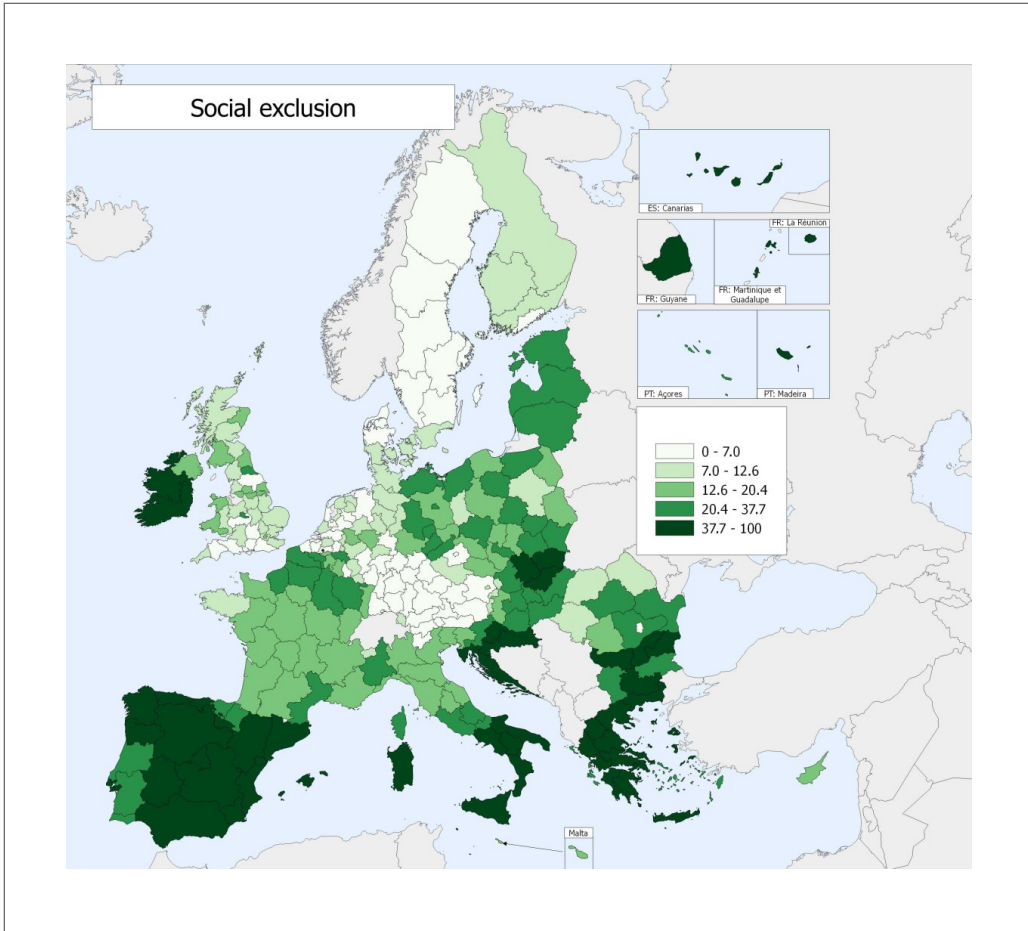 Social exclusion
ES: Canarias
FR: La Réunion
FR: Guyane
FR: Martinique et
Guadalupe
PT: Açores
PT: Madeira
0 - 7.0
7.0 - 12.6
12.6 - 20.4
20.4 - 37.7
37.7 - 100
Malta